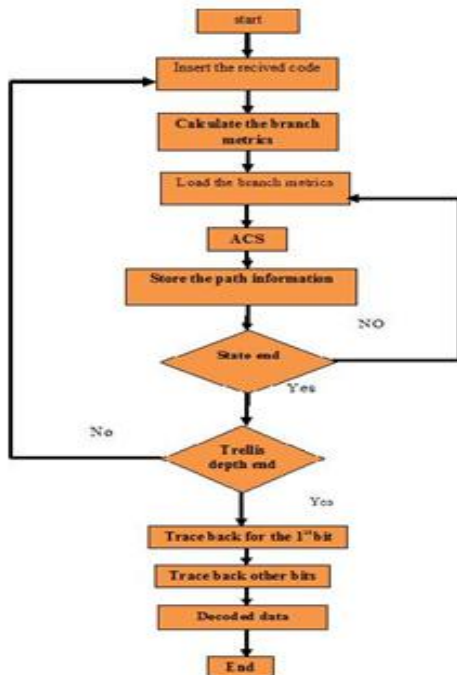 start
Insert the recived code
Calculate the branch
metrics
Load the branch metrics
ACS
Store the path information
NO
State end
Yes
No
Trellis
depth end
Yes
Trace back for the 1st bit
Trace back other bits
Decoded data
End